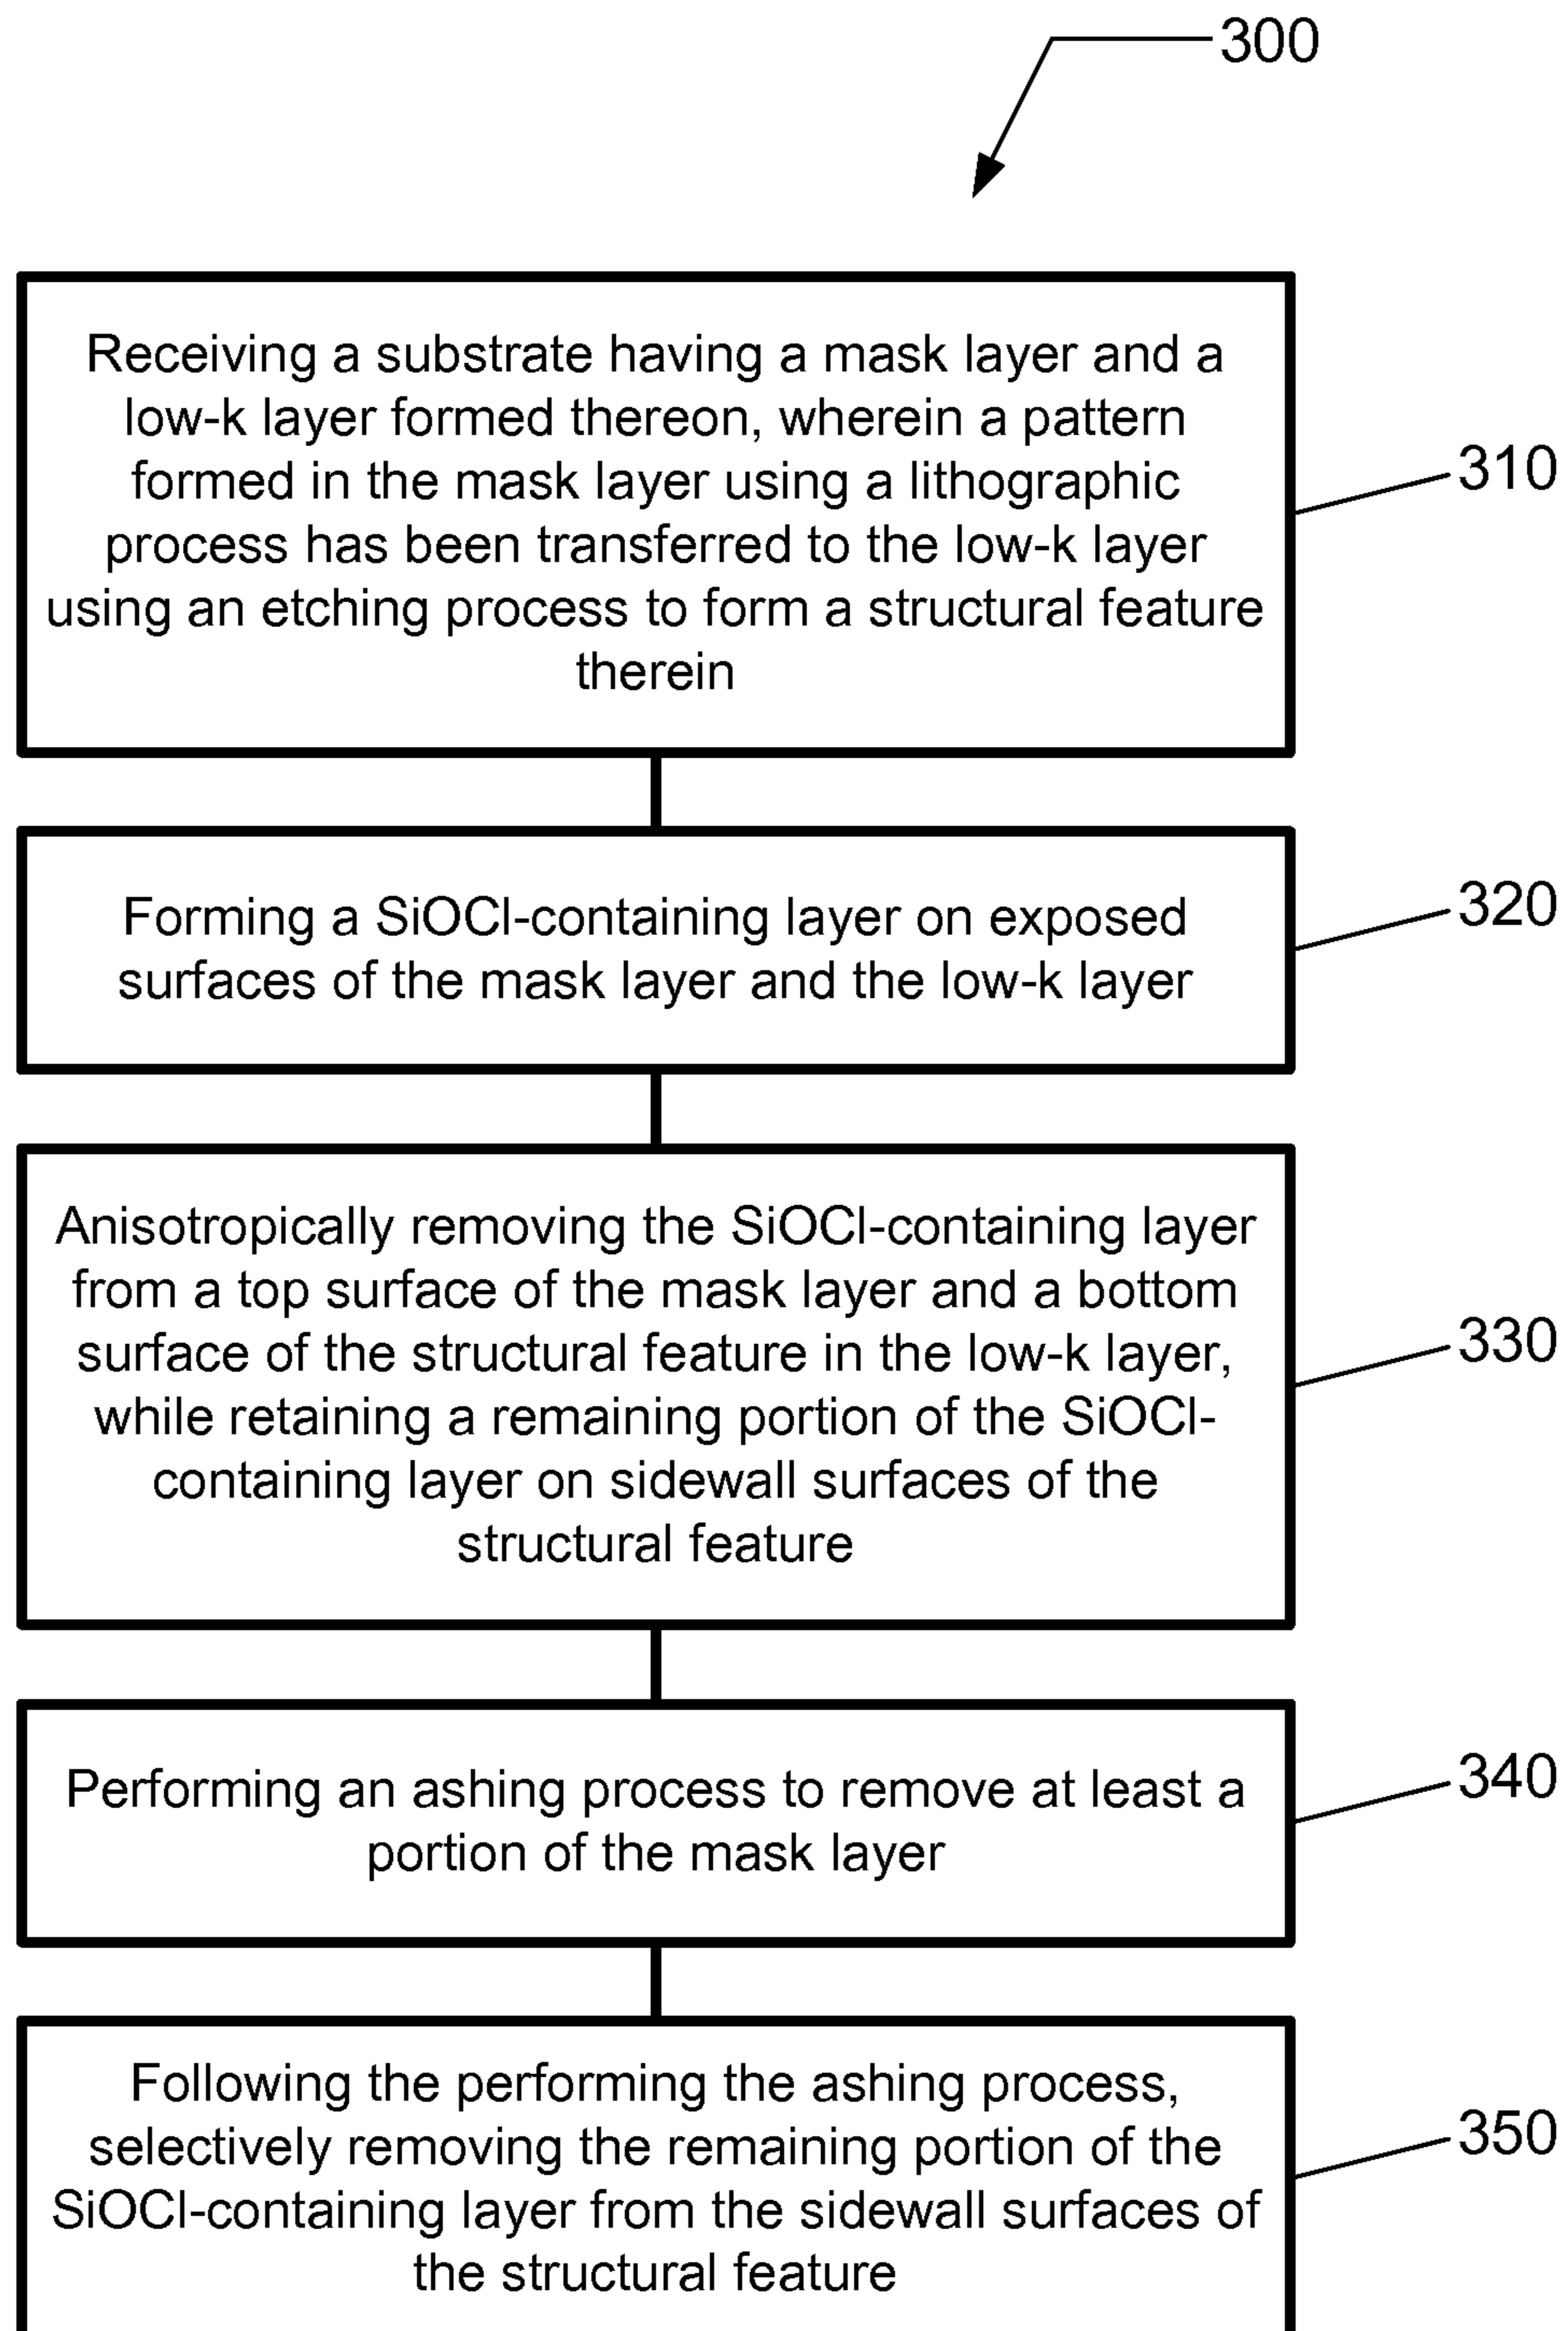 300
Receiving a substrate having a mask layer and a
low-k layer formed thereon, wherein a pattern
formed in the mask layer using a lithographic
process has been transferred to the low-k layer
using an etching process to form a structural feature
therein
310
Forming a SiOCl-containing layer on exposed
surfaces of the mask layer and the low-k layer
320
Anisotropically removing the SiOCl-containing layer
from a top surface of the mask layer and a bottom
surface of the structural feature in the low-k layer,
while retaining a remaining portion of the SiOCl-
containing layer on sidewall surfaces of the
structural feature
330
Performing an ashing process to remove at least a
portion of the mask layer
340
Following the performing the ashing process,
selectively removing the remaining portion of the
SiOCl-containing layer from the sidewall surfaces of
the structural feature
350